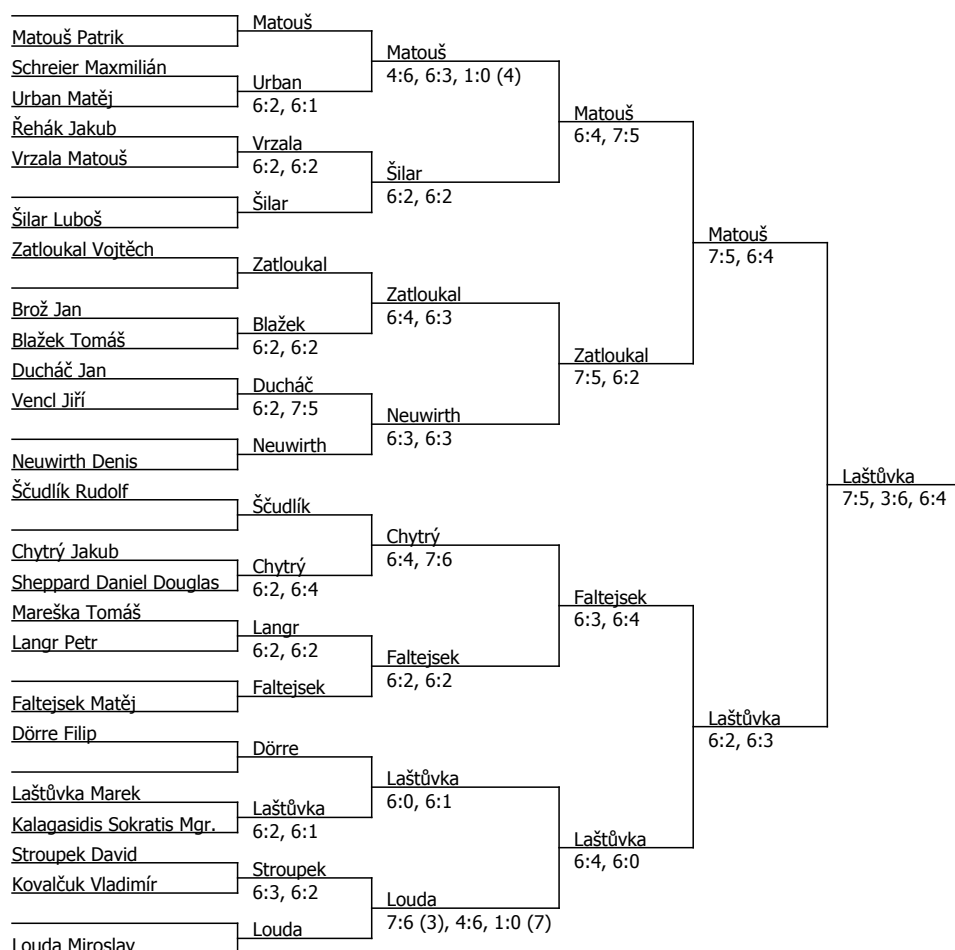 Matouš Patrik
Schreier Maxmilián
Urban Matěj
Řehák Jakub
Vrzala Matouš
Šilar Luboš
Zatloukal Vojtěch
Brož Jan
Blažek Tomáš
Ducháč Jan
Vencl Jiří
Neuwirth Denis
Ščudlík Rudolf
Chytrý Jakub
Sheppard Daniel Douglas
Mareška Tomáš
Langr Petr
Faltejsek Matěj
Dörre Filip
Laštůvka Marek
Kalagasidis Sokratis Mgr.
Stroupek David
Kovalčuk Vladimír
Louda Miroslav
Matouš
Urban
6:2, 6:1
Vrzala
6:2, 6:2
Šilar
Zatloukal
Blažek
6:2, 6:2
Ducháč
6:2, 7:5
Neuwirth
Ščudlík
Chytrý
6:2, 6:4
Langr
6:2, 6:2
Faltejsek
Dörre
Laštůvka
6:2, 6:1
Stroupek
6:3, 6:2
Louda
Matouš
4:6, 6:3, 1:0 (4)
Šilar
6:2, 6:2
Zatloukal
6:4, 6:3
Neuwirth
6:3, 6:3
Chytrý
6:4, 7:6
Faltejsek
6:2, 6:2
Laštůvka
6:0, 6:1
Louda
7:6 (3), 4:6, 1:0 (7)
Matouš
6:4, 7:5
Zatloukal
7:5, 6:2
Faltejsek
6:3, 6:4
Laštůvka
6:4, 6:0
Matouš
7:5, 6:4
Laštůvka
6:2, 6:3
Laštůvka
7:5, 3:6, 6:4